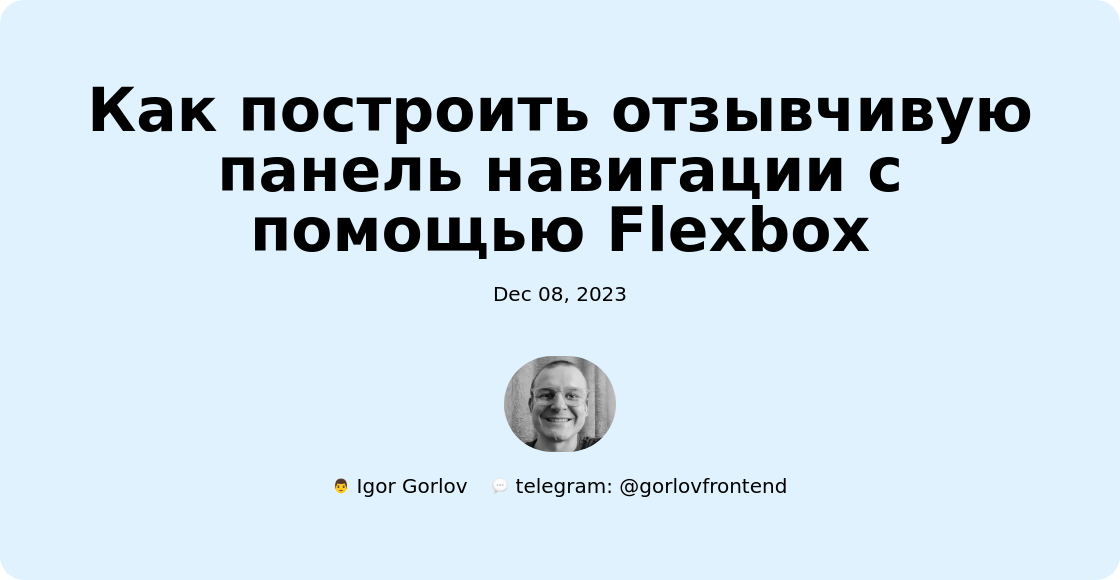 Как построить отзывчивую
панель навигации с
помощью Flexbox
Dec 08, 2023
👨 Igor Gorlov 💬 telegram: @gorlovfrontend